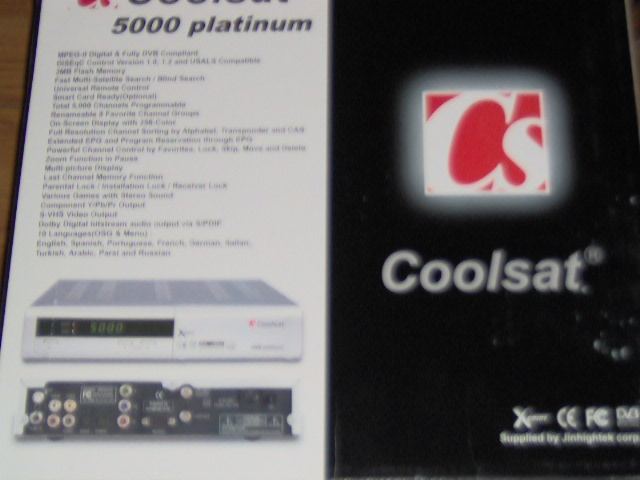 Coolsat
5000 platinum
MPEG-II Digital & Fully DVB Compliant
DiSEqC Control Version 1.0, 1.2 and USALS Compatible
2MB Flash Memory
Fast Multi-Satellite Search / Blind Search
Universal Remote Control
Smart Card Ready(Optional)
Total 5,000 Channels Programmable
Renameable 8 Favorite Channel Groups
On Screen Display with 256-Color
Full Resolution Channel Sorting by Alphabet, Transponder and CAS
Extended EPG and Program Reservation through EPG
Powerful Channel Control by Favorites, Lock, Skip, Move and Delete
Zoom Function in Pause
Multi-picture Display
Last Channel Memory Function
Parental Lock / Installation Lock / Receiver Lock
Various Games with Stereo Sound
Component Y/Pb/Pr Output
S-VHS Video Output
Dolby Digital bitstream audio output via S/PDIF
10 Languages(OSG & Menu)
English, Spanish, Portuguese, French, German, Italian,
Turkish, Arabic, Parsi and Russian
5000
Coolsat
Cs
Coolsat®
CE FC DVB
Supplied by Jinhightek corp